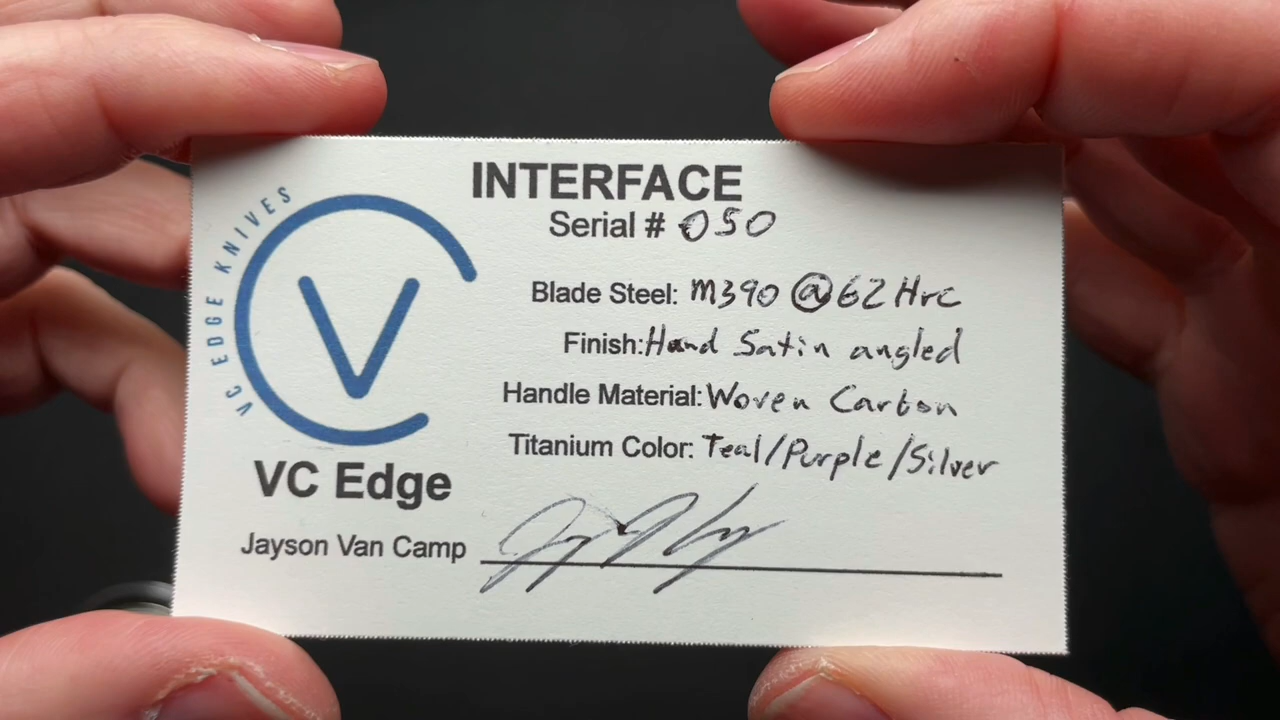 INTERFACE
Serial # 050
VC EDGE KNIVES
V
Blade Steel: M390 @ 62 Hrc
Finish: Hand Satin angled
Handle Material: Woven Carbon
Titanium Color: Teal/Purple/Silver
VC Edge
Jayson Van Camp